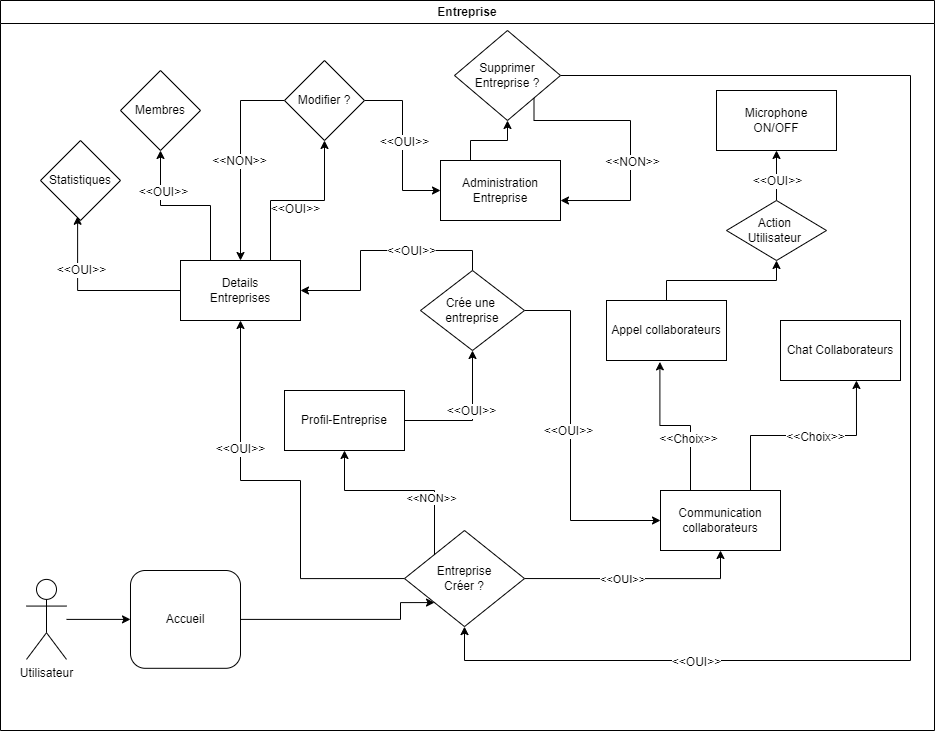 Entreprise
Supprimer
Entreprise ?
Modifier ?
Membres
Microphone
ON/OFF
<<OUI>>
<<NON>>
<<NON>>
Statistiques
<<OUI>>
Administration
Entreprise
<<OUI>>
<<OUI>>
Action
Utilisateur
<<OUI>>
<<OUI>>
Details
Entreprises
Crée une
entreprise
Appel collaborateurs
Chat Collaborateurs
Profil-Entreprise
<<OUI>>
<<OUI>>
<<Choix>>
<<Choix>>
<<OUI>>
<<NON>>
Communication
collaborateurs
Entreprise
Créer ?
<<OUI>>
Accueil
Utilisateur
<<OUI>>